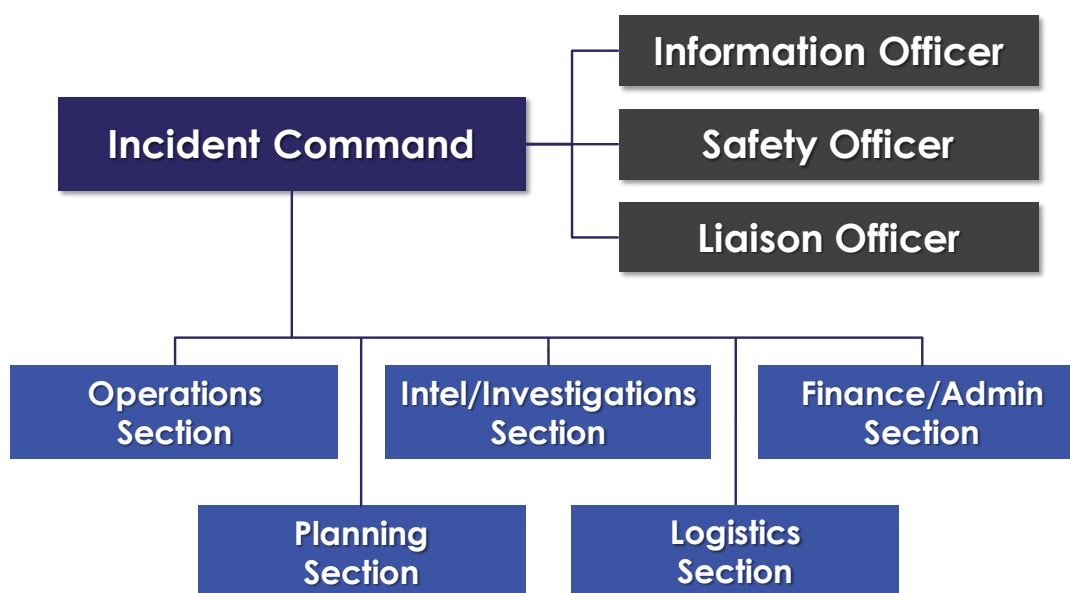 Information Officer
Incident Command
Safety Officer
Liaison Officer
Operations
Section
Intel/Investigations
Section
Finance/Admin
Section
Planning
Section
Logistics
Section